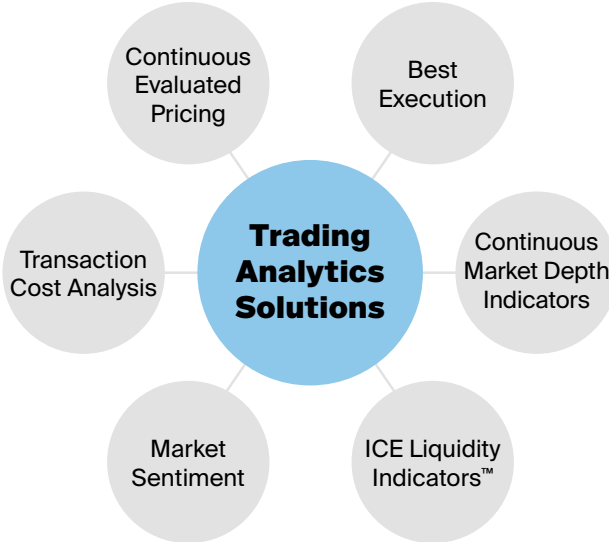 Continuous
Evaluated
Pricing
Best
Execution
Transaction
Cost Analysis
Trading
Analytics
Solutions
Continuous
Market Depth
Indicators
Market
Sentiment
ICE Liquidity
Indicators™